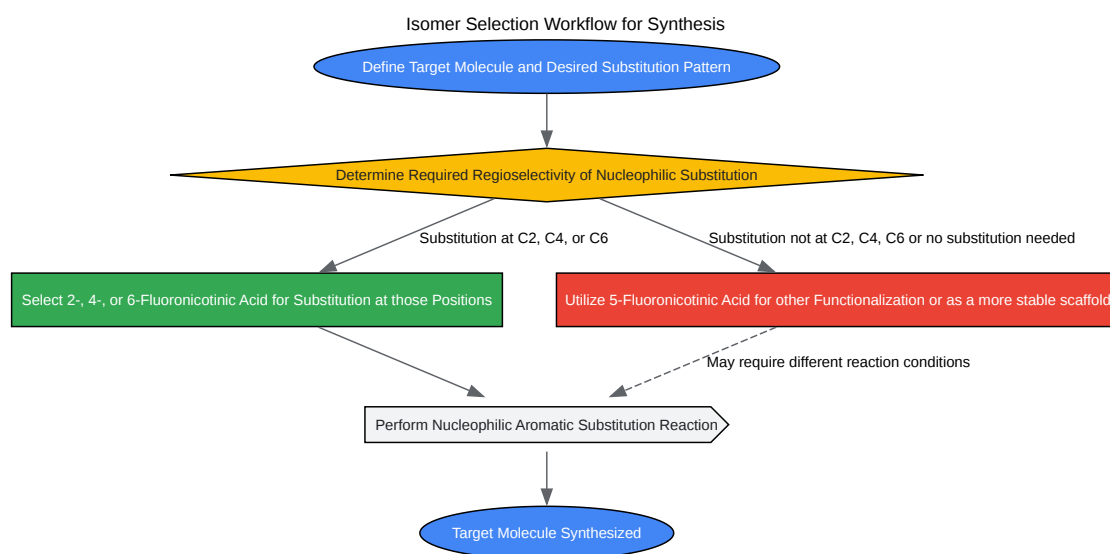 Isomer Selection Workflow for Synthesis
Define Target Molecule and Desired Substitution Pattern
Determine Required Regioselectivity of Nucleophilic Substitution
Substitution at C2, C4, or C6
Substitution not at C2, C4, C6 or no substitution needed
Select 2-, 4-, or 6-Fluoronicotinic Acid for Substitution at those Positions
Utilize 5-Fluoronicotinic Acid for other Functionalization or as a more stable scaffold
May require different reaction conditions
Perform Nucleophilic Aromatic Substitution Reaction
Target Molecule Synthesized